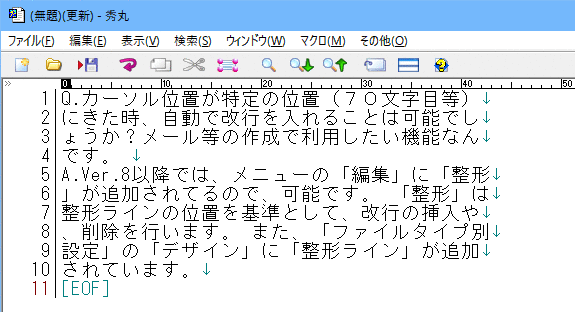 (無題)(更新) - 秀丸
ファイル(F) 編集(E) 表示(V) 検索(S) ウィンドウ(W) マクロ(M) その他(O)
0 10 20 30 40 50
1 Q.カーソル位置が特定の位置（７０文字目等）↓
2 にきた時、自動で改行を入れることは可能でし↓
3 ょうか？メール等の作成で利用したい機能なん↓
4 です。 ↓
5 A.Ver.8以降では、メニューの「編集」に「整形↓
6 」が追加されてるので、可能です。 「整形」は↓
7 整形ラインの位置を基準として、改行の挿入や↓
8 、削除を行います。 また、「ファイルタイプ別↓
9 設定」の「デザイン」に「整形ライン」が追加↓
10 されています。↓
11 [EOF]